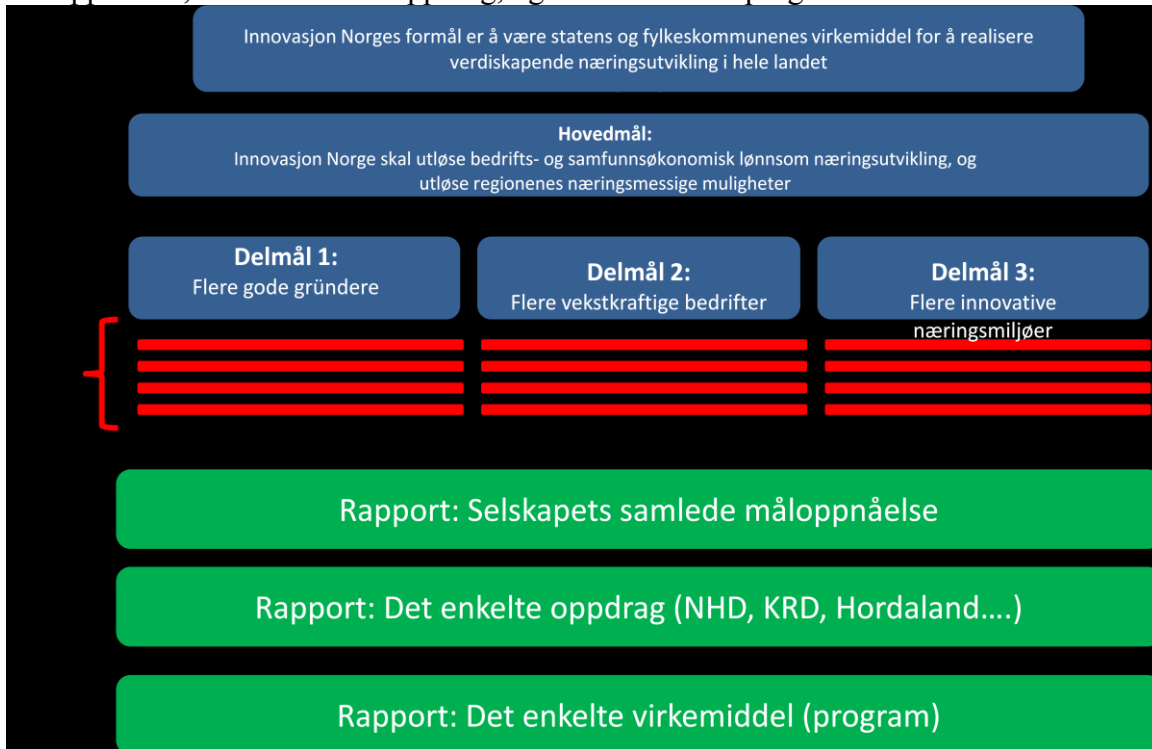 Innovasjon Norges formål er å være statens og fylkeskommunenes virkemiddel for å realisere
verdiskapende næringsutvikling i hele landet
Hovedmål:
Innovasjon Norge skal utløse bedrifts- og samfunnsøkonomisk lønnsom næringsutvikling, og
utløse regionenes næringsmessige muligheter
Delmål 1:
Flere gode gründere
Delmål 2:
Flere vekstkraftige bedrifter
Delmål 3:
Flere innovative
næringsmiljøer
Rapport: Selskapets samlede måloppnåelse
Rapport: Det enkelte oppdrag (NHD, KRD, Hordaland....)
Rapport: Det enkelte virkemiddel (program)